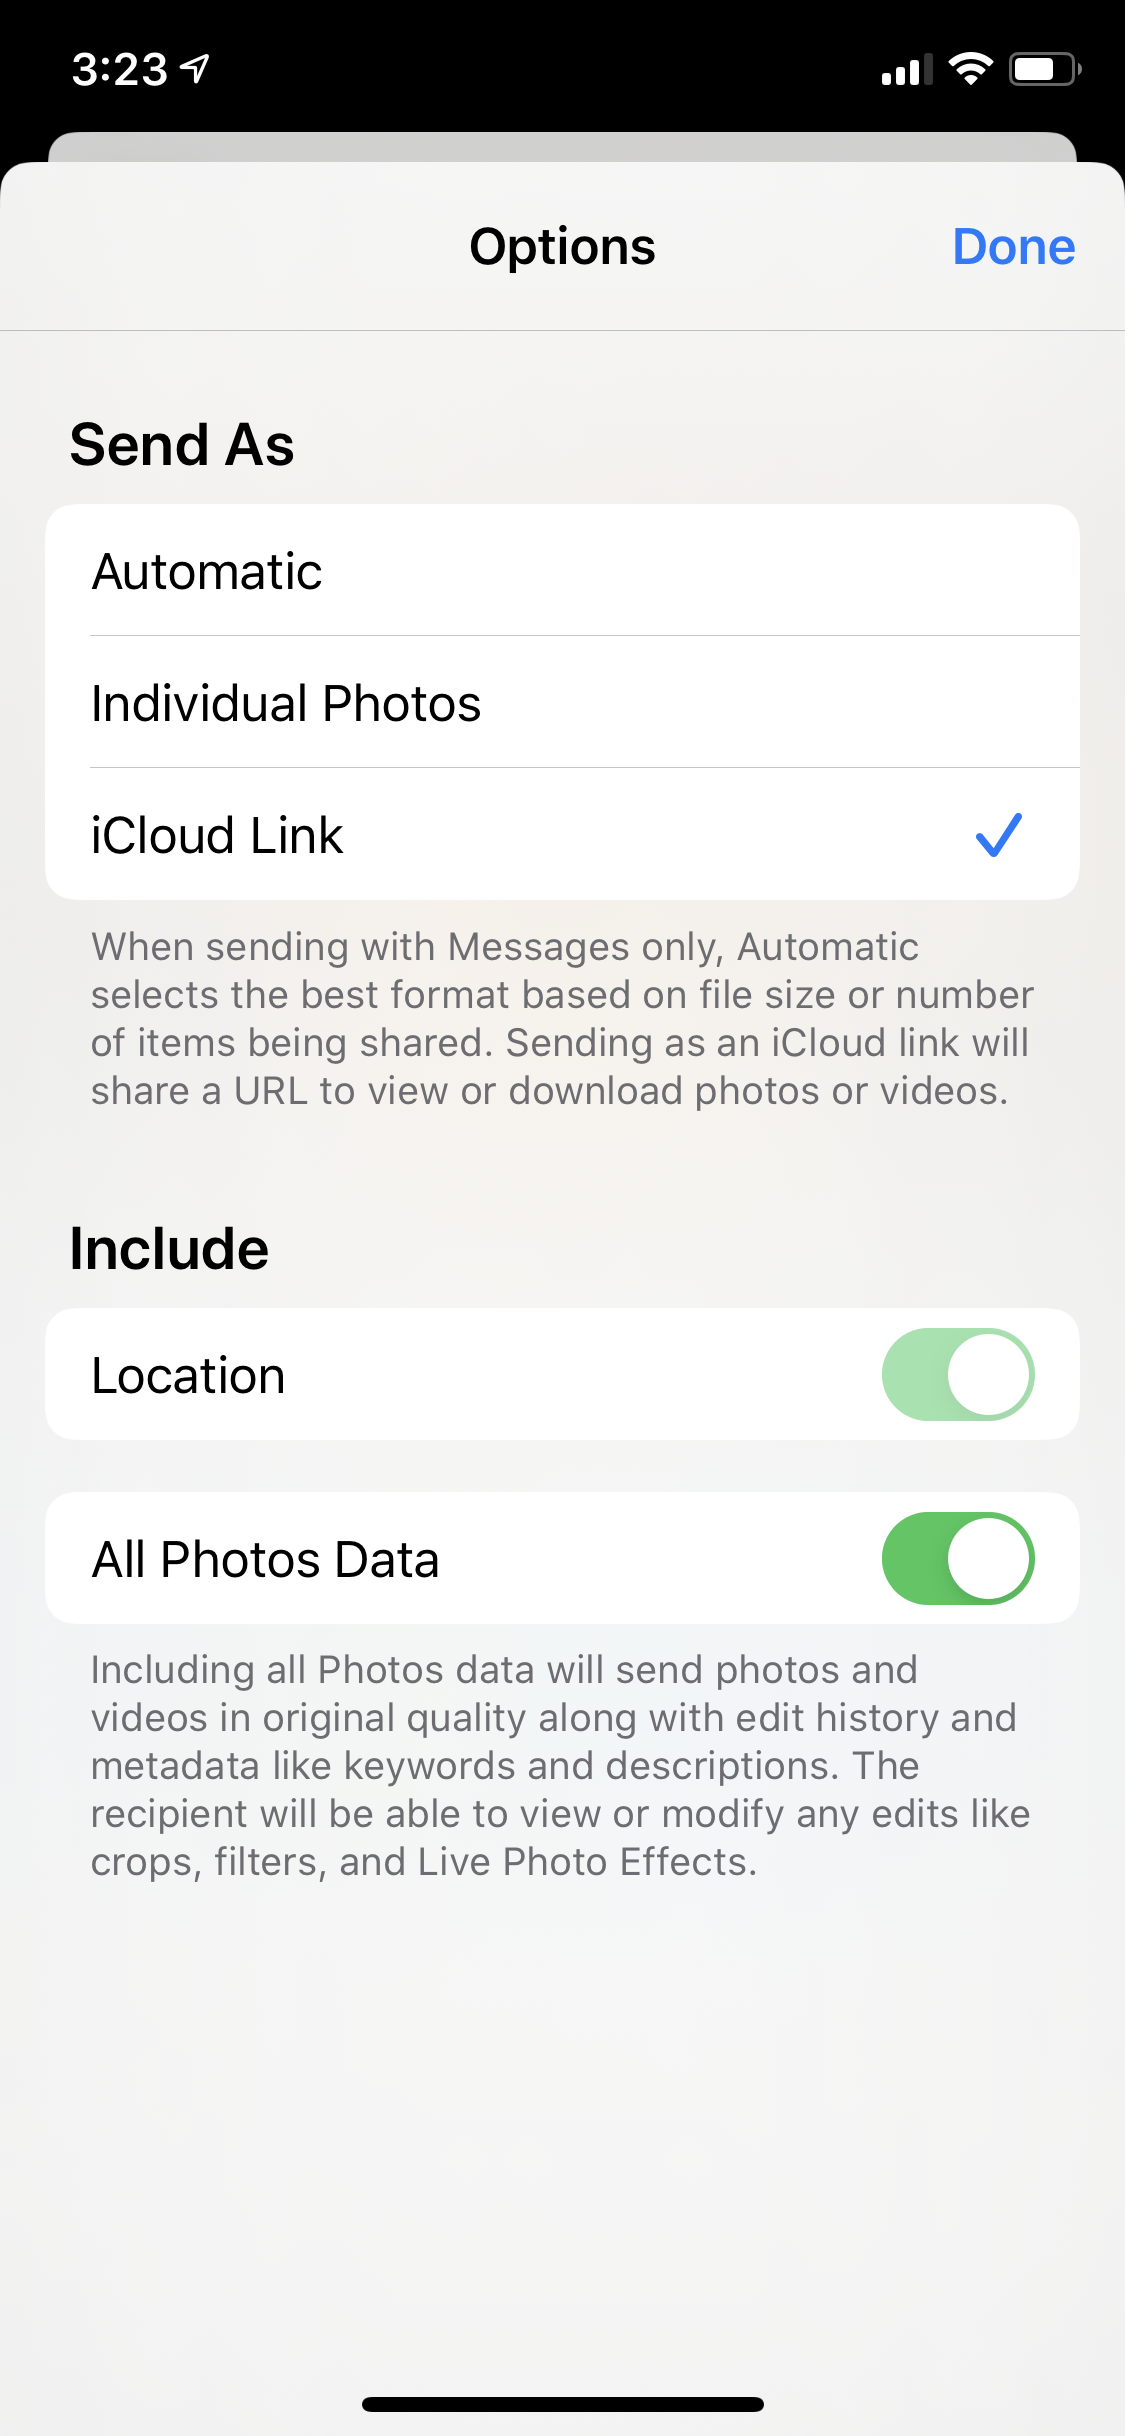 3:23
Options
Done
Send As
Automatic
Individual Photos
iCloud Link
When sending with Messages only, Automatic
selects the best format based on file size or number
of items being shared. Sending as an iCloud link will
share a URL to view or download photos or videos.
Include
Location
All Photos Data
Including all Photos data will send photos and
videos in original quality along with edit history and
metadata like keywords and descriptions. The
recipient will be able to view or modify any edits like
crops, filters, and Live Photo Effects.